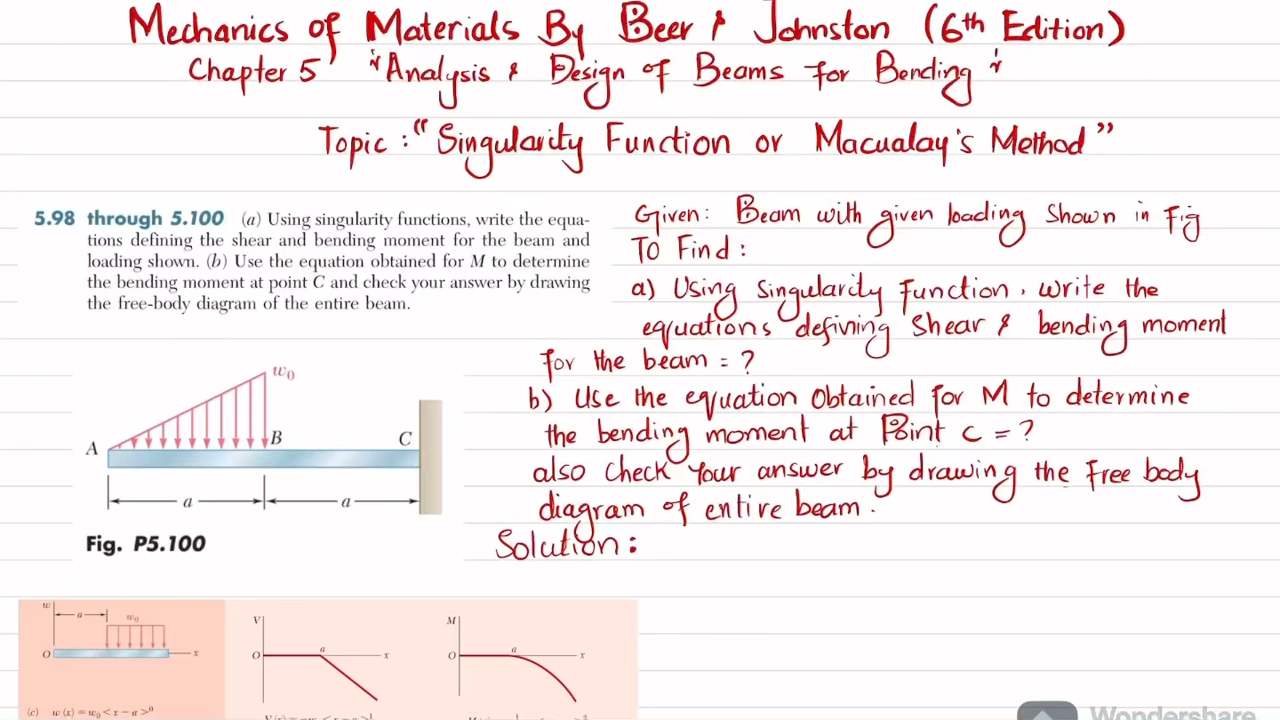 Mechanics of Materials By Beer & Johnston (6th Edition)
Chapter 5 "Analysis & Design of Beams for Bending"
Topic : "Singularity Function or Macualay's Method"
5.98 through 5.100 (a) Using singularity functions, write the equa-
tions defining the shear and bending moment for the beam and
loading shown. (b) Use the equation obtained for M to determine
the bending moment at point C and check your answer by drawing
the free-body diagram of the entire beam.
Given: Beam with given loading Shown in Fig
To Find :
a) Using Singularity Function, write the
equations defining Shear & bending moment
for the beam = ?
b) Use the equation Obtained for M to determine
the bending moment at Point C = ?
also Check Your answer by drawing the Free body
diagram of entire beam.
Solution:
w0
A
B
C
a
a
Fig. P5.100
w
a
w0
O
x
(c) w(x) = w0 <x − a>0
V
a
O
x
M
a
O
x
Wondershare